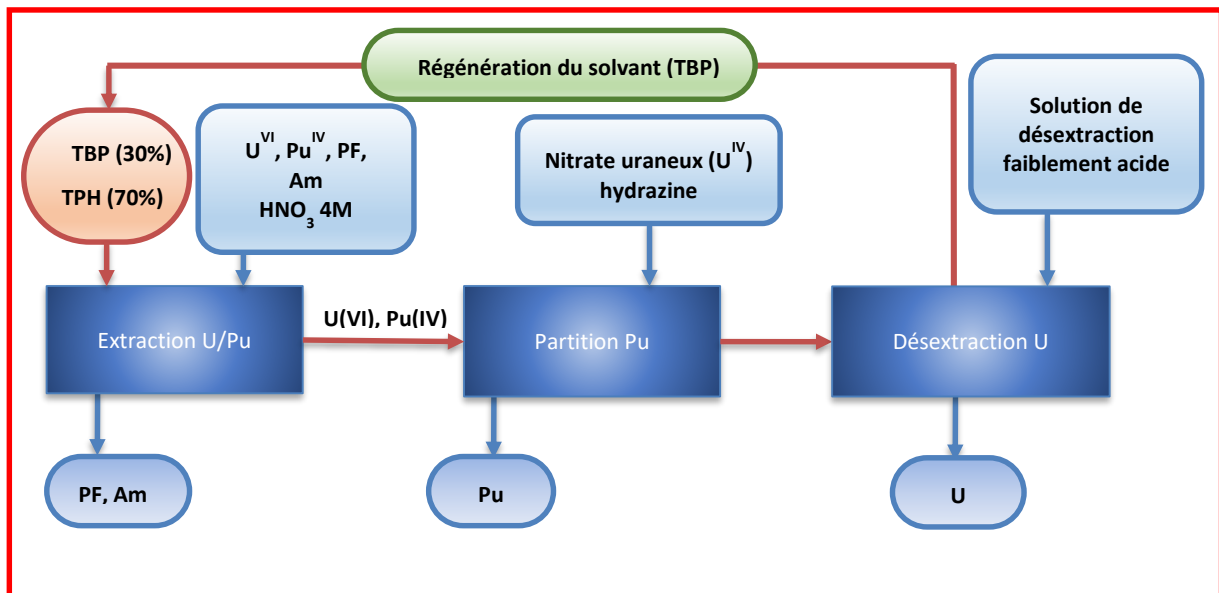 Régénération du solvant (TBP)
TBP (30%)
TPH (70%)
U^VI, Pu^IV, PF,
Am
HNO₃ 4M
Nitrate uraneux (U^IV)
hydrazine
Solution de
désextraction
faiblement acide
Extraction U/Pu
U(VI), Pu(IV)
Partition Pu
Désextraction U
PF, Am
Pu
U